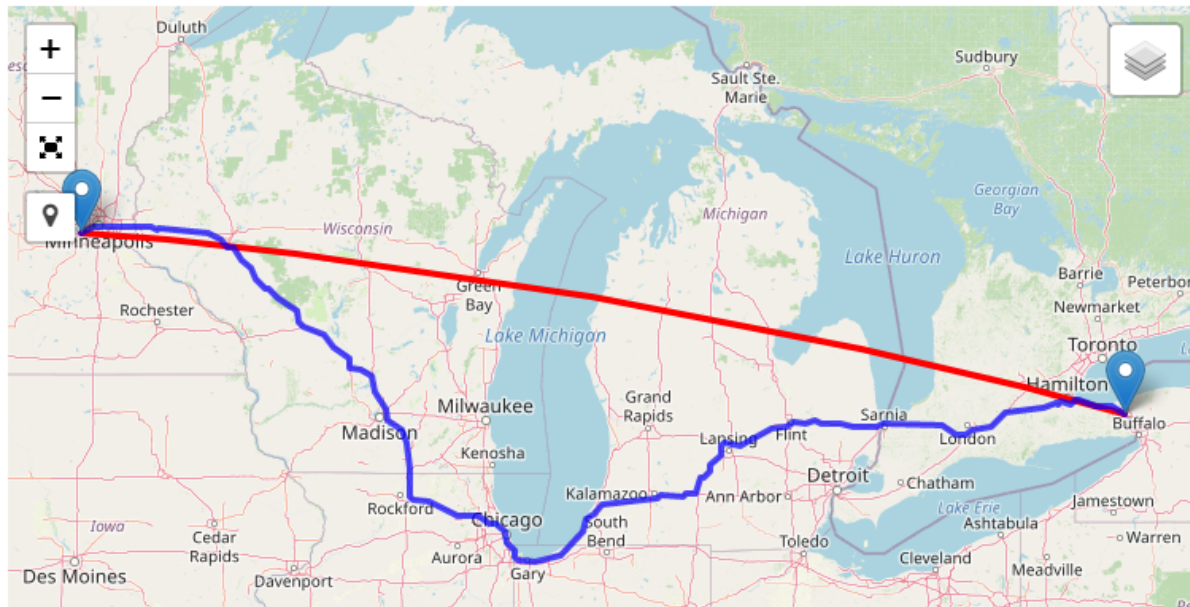 Duluth
Sudbury
+
Sault Ste.
Marie
−
Georgian
Bay
Michigan
Wisconsin
Minneapolis
Lake Huron
Barrie
Green
Bay
Newmarket
Rochester
Lake Michigan
Toronto
Hamilton
Grand
Rapids
Milwaukee
Sarnia
Buffalo
Madison
Flint
Lansing
London
Kenosha
Detroit
Chatham
Kalamazoo
Ann Arbor
Rockford
Jamestown
Lake Erie
Iowa
Chicago
South
Bend
Ashtabula
Cedar
Rapids
Warren
Toledo
Aurora
Cleveland
Meadville
Gary
Des Moines
Davenport